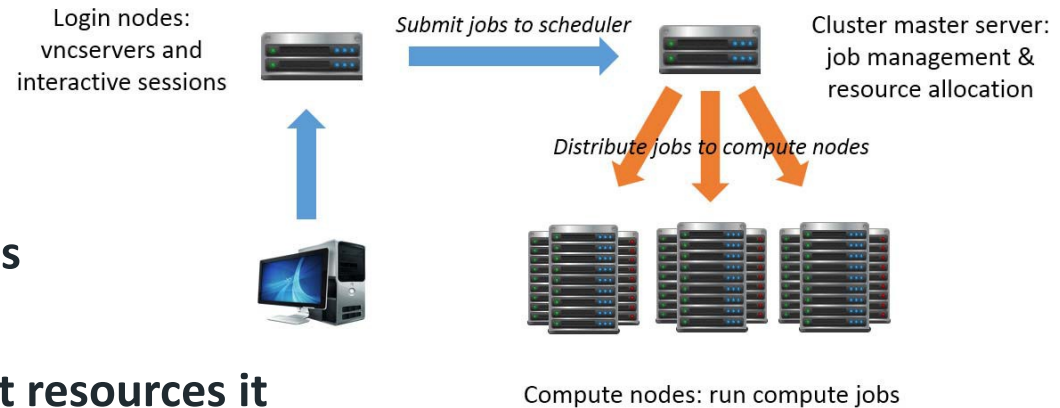 Login nodes:
vncservers and
interactive sessions
Submit jobs to scheduler
Cluster master server:
job management &
resource allocation
Distribute jobs to compute nodes
s
t resources it
Compute nodes: run compute jobs